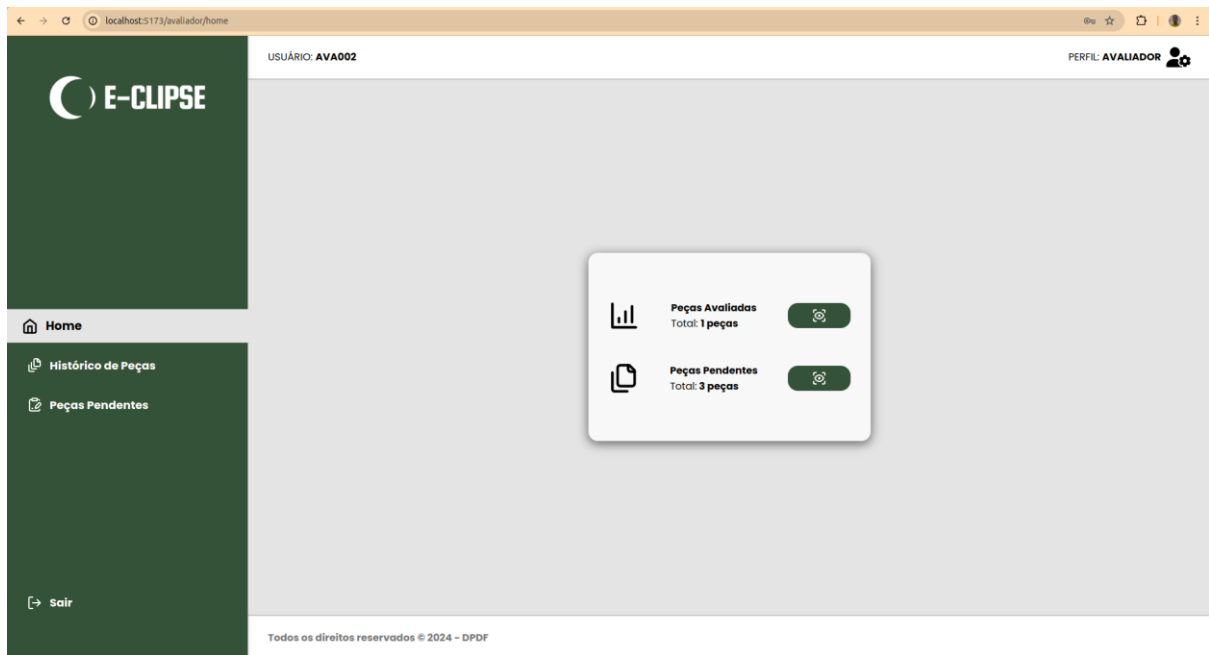 localhost:5173/avaliador/home
E-CLIPSE
USUÁRIO: AVA002
PERFIL: AVALIADOR
Home
Histórico de Peças
Peças Pendentes
Sair
Peças Avaliadas
Total: 1 peças
Peças Pendentes
Total: 3 peças
Todos os direitos reservados © 2024 - DPDF